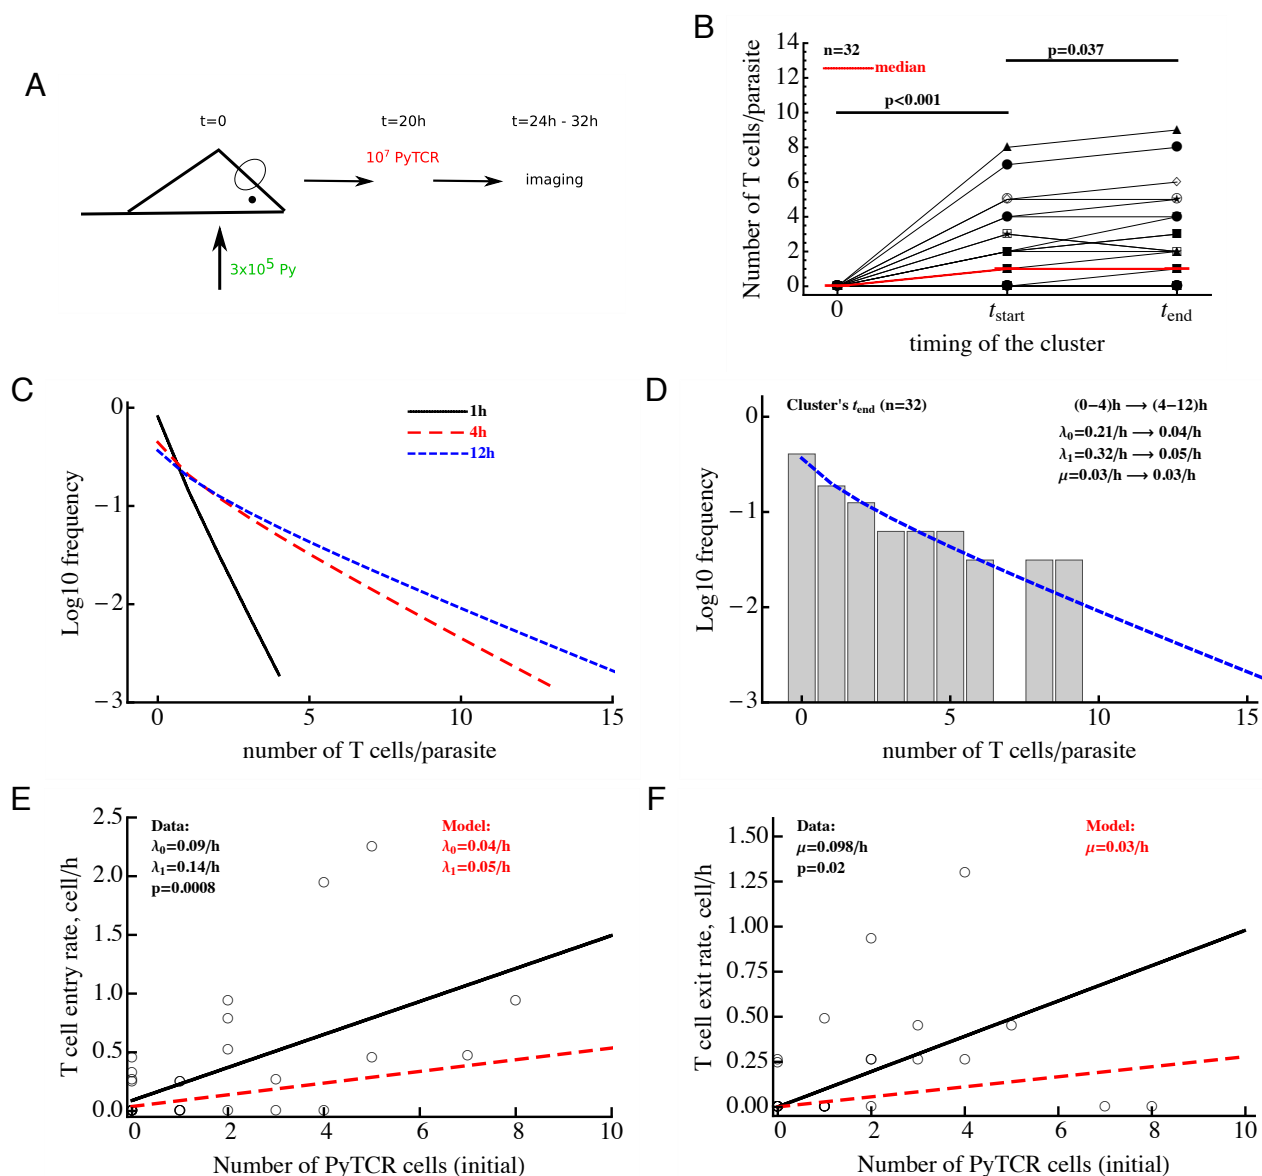 A
t=0
t=20h
t=24h - 32h
10^7 PyTCR
imaging
3x10^5 Py
B
Number of T cells/parasite
14
12
10
8
6
4
2
0
n=32
median
p<0.001
p=0.037
0
t_start
t_end
timing of the cluster
C
Log10 frequency
0
−1
−2
−3
1h
4h
12h
0
5
10
15
number of T cells/parasite
D
Log10 frequency
0
−1
−2
−3
Cluster's t_end (n=32)
(0−4)h → (4−12)h
λ0=0.21/h → 0.04/h
λ1=0.32/h → 0.05/h
μ=0.03/h → 0.03/h
0
5
10
15
number of T cells/parasite
E
T cell entry rate, cell/h
2.5
2.0
1.5
1.0
0.5
0.0
Data:
λ0=0.09/h
λ1=0.14/h
p=0.0008
Model:
λ0=0.04/h
λ1=0.05/h
0
2
4
6
8
10
Number of PyTCR cells (initial)
F
T cell exit rate, cell/h
1.50
1.25
1.00
0.75
0.50
0.25
0.00
Data:
μ=0.098/h
p=0.02
Model:
μ=0.03/h
0
2
4
6
8
10
Number of PyTCR cells (initial)